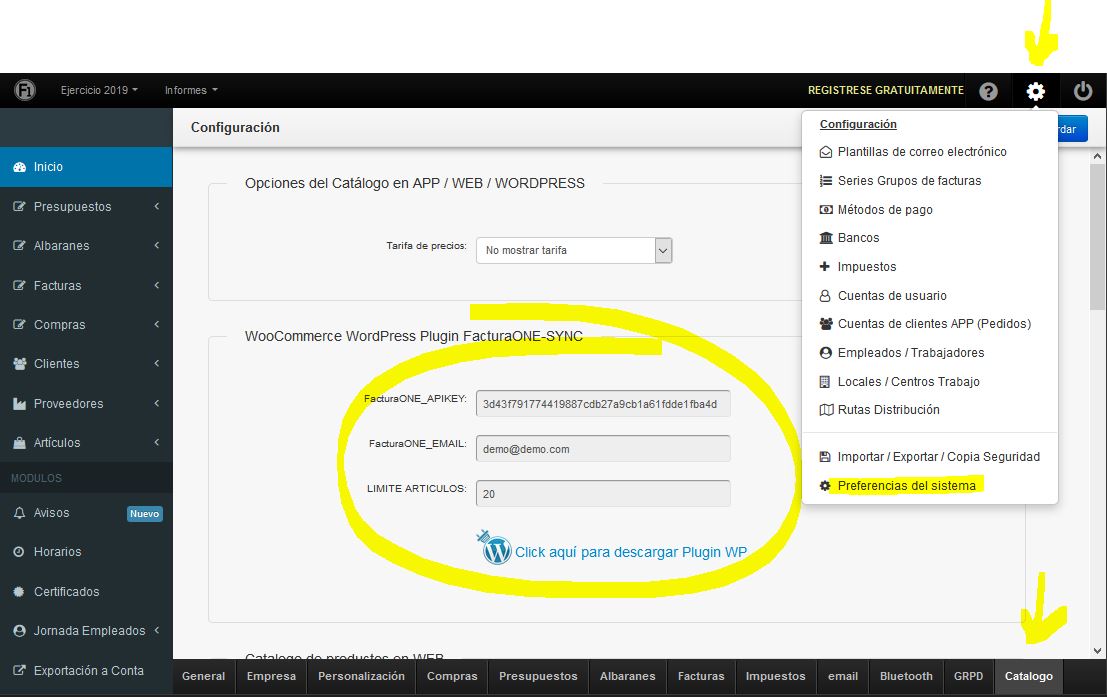 F1
Ejercicio 2019
Informes
REGISTRESE GRATUITAMENTE
?
Configuración
rdar
Inicio
Presupuestos
Albaranes
Facturas
Compras
Clientes
Proveedores
Artículos
MODULOS
Avisos
Nuevo
Horarios
Certificados
Jornada Empleados
Exportación a Conta
Opciones del Catálogo en APP / WEB / WORDPRESS
Tarifa de precios:
No mostrar tarifa
WooCommerce WordPress Plugin FacturaONE-SYNC
FacturaONE_APIKEY:
3d43f791774419887cdb27a9cb1a61fdde1fba4d
FacturaONE_EMAIL:
demo@demo.com
LIMITE ARTICULOS:
20
Click aquí para descargar Plugin WP
Catalogo de productos en WEB
Configuración
Plantillas de correo electrónico
Series Grupos de facturas
Métodos de pago
Bancos
Impuestos
Cuentas de usuario
Cuentas de clientes APP (Pedidos)
Empleados / Trabajadores
Locales / Centros Trabajo
Rutas Distribución
Importar / Exportar / Copia Seguridad
Preferencias del sistema
General
Empresa
Personalización
Compras
Presupuestos
Albaranes
Facturas
Impuestos
email
Bluetooth
GRPD
Catalogo